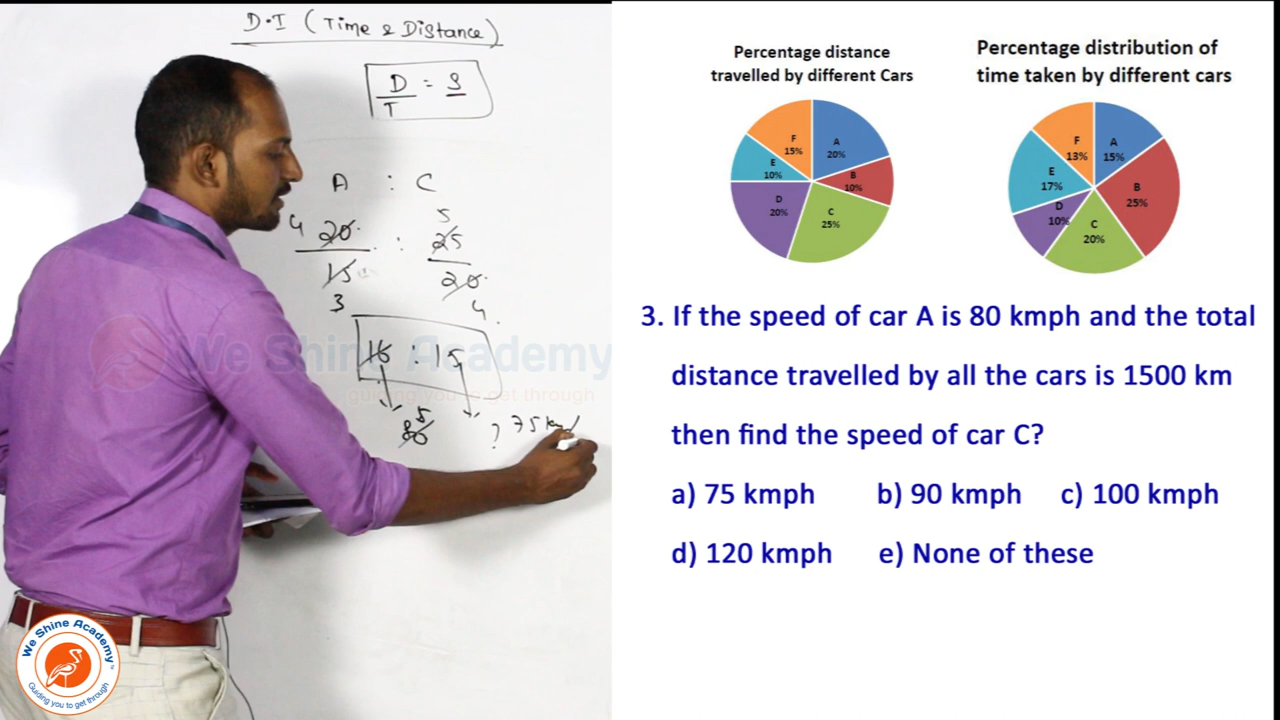 D.I (Time & Distance)
D/T = S
A : C
4 20 : 5 25
15 20
3 4
16 : 15
80 5 ? 75 km/
We Shine Academy
guiding you to get through
We Shine Academy
Guiding you to get through
Percentage distance
travelled by different Cars
A
20%
B
10%
C
25%
D
20%
E
10%
F
15%
Percentage distribution of
time taken by different cars
A
15%
B
25%
C
20%
D
10%
E
17%
F
13%
3. If the speed of car A is 80 kmph and the total
distance travelled by all the cars is 1500 km
then find the speed of car C?
a) 75 kmph b) 90 kmph c) 100 kmph
d) 120 kmph e) None of these